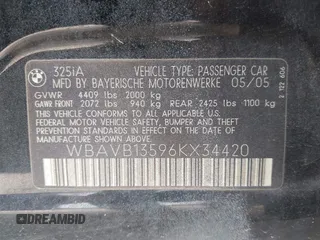 325iA VEHICLE TYPE: PASSENGER CAR
MFD BY BAYERISCHE MOTORENWERKE 05/05
GVWR 4409 lbs 2000 kg
GAWR FRONT 2072 lbs 940 kg REAR 2425 lbs 1100 kg
THIS VEHICLE CONFORMS TO ALL APPLICABLE FEDERAL
MOTOR VEHICLE SAFETY, BUMPER, AND THEFT PREVENTION
STANDARDS IN EFFECT ON THE DATE OF MANUFACTURE
SHOWN ABOVE.
WBAVB13596KX34420
AUTOBIDMASTER